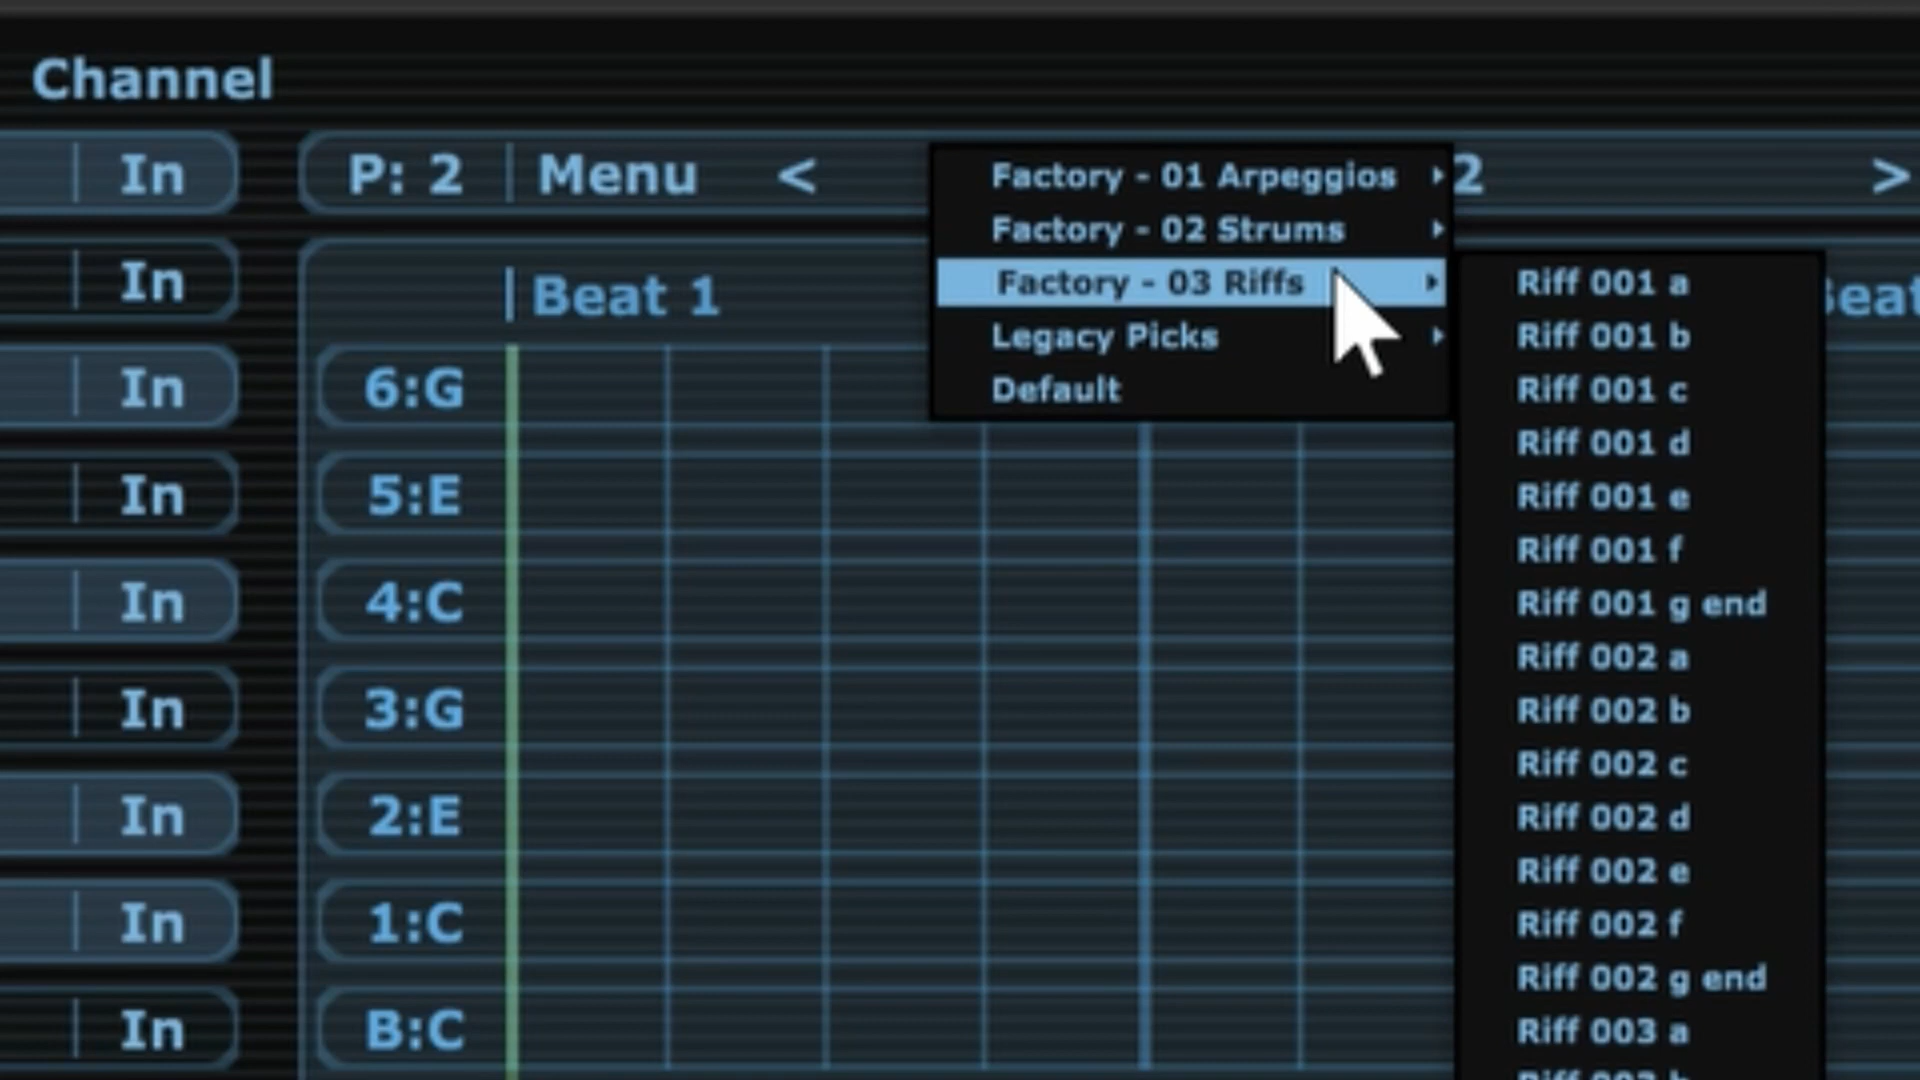 Channel
In P: 2 Menu < 2 >
Factory - 01 Arpeggios
Factory - 02 Strums
Factory - 03 Riffs
Legacy Picks
Default
Riff 001 a
Riff 001 b
Riff 001 c
Riff 001 d
Riff 001 e
Riff 001 f
Riff 001 g end
Riff 002 a
Riff 002 b
Riff 002 c
Riff 002 d
Riff 002 e
Riff 002 f
Riff 002 g end
Riff 003 a
In Beat 1
In 6:G
In 5:E
In 4:C
In 3:G
In 2:E
In 1:C
In B:C